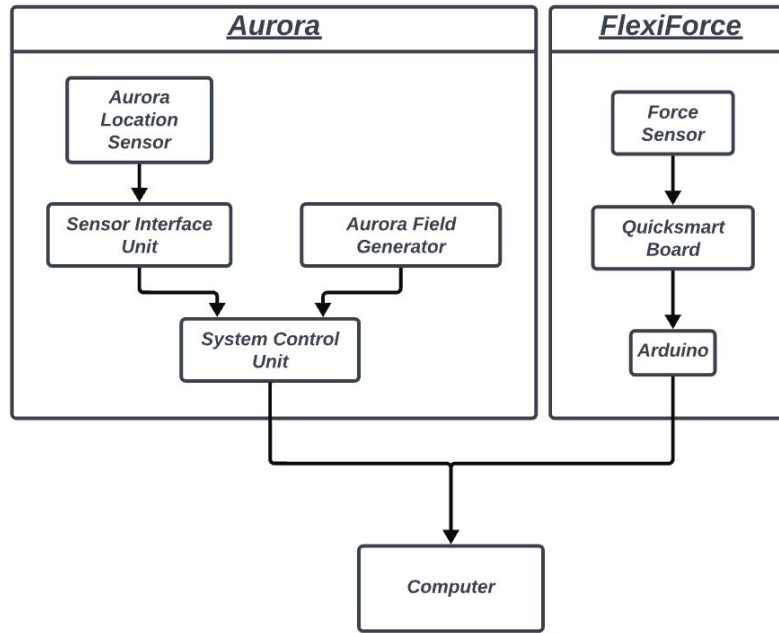 Aurora
FlexiForce
Aurora
Location
Sensor
Force
Sensor
Sensor Interface
Unit
Aurora Field
Generator
Quicksmart
Board
System Control
Unit
Arduino
Computer